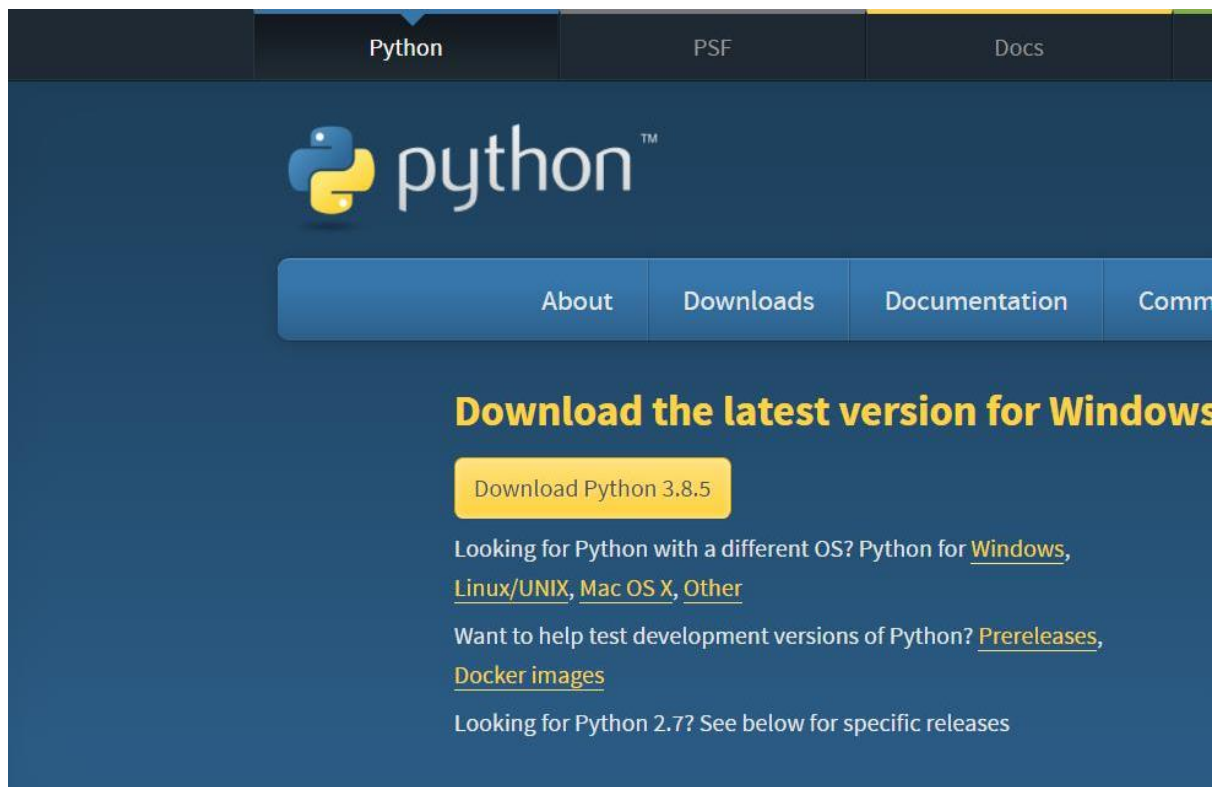 Python PSF Docs
python™
About Downloads Documentation Comm
Download the latest version for Windows
Download Python 3.8.5
Looking for Python with a different OS? Python for Windows,
Linux/UNIX, Mac OS X, Other
Want to help test development versions of Python? Prereleases,
Docker images
Looking for Python 2.7? See below for specific releases